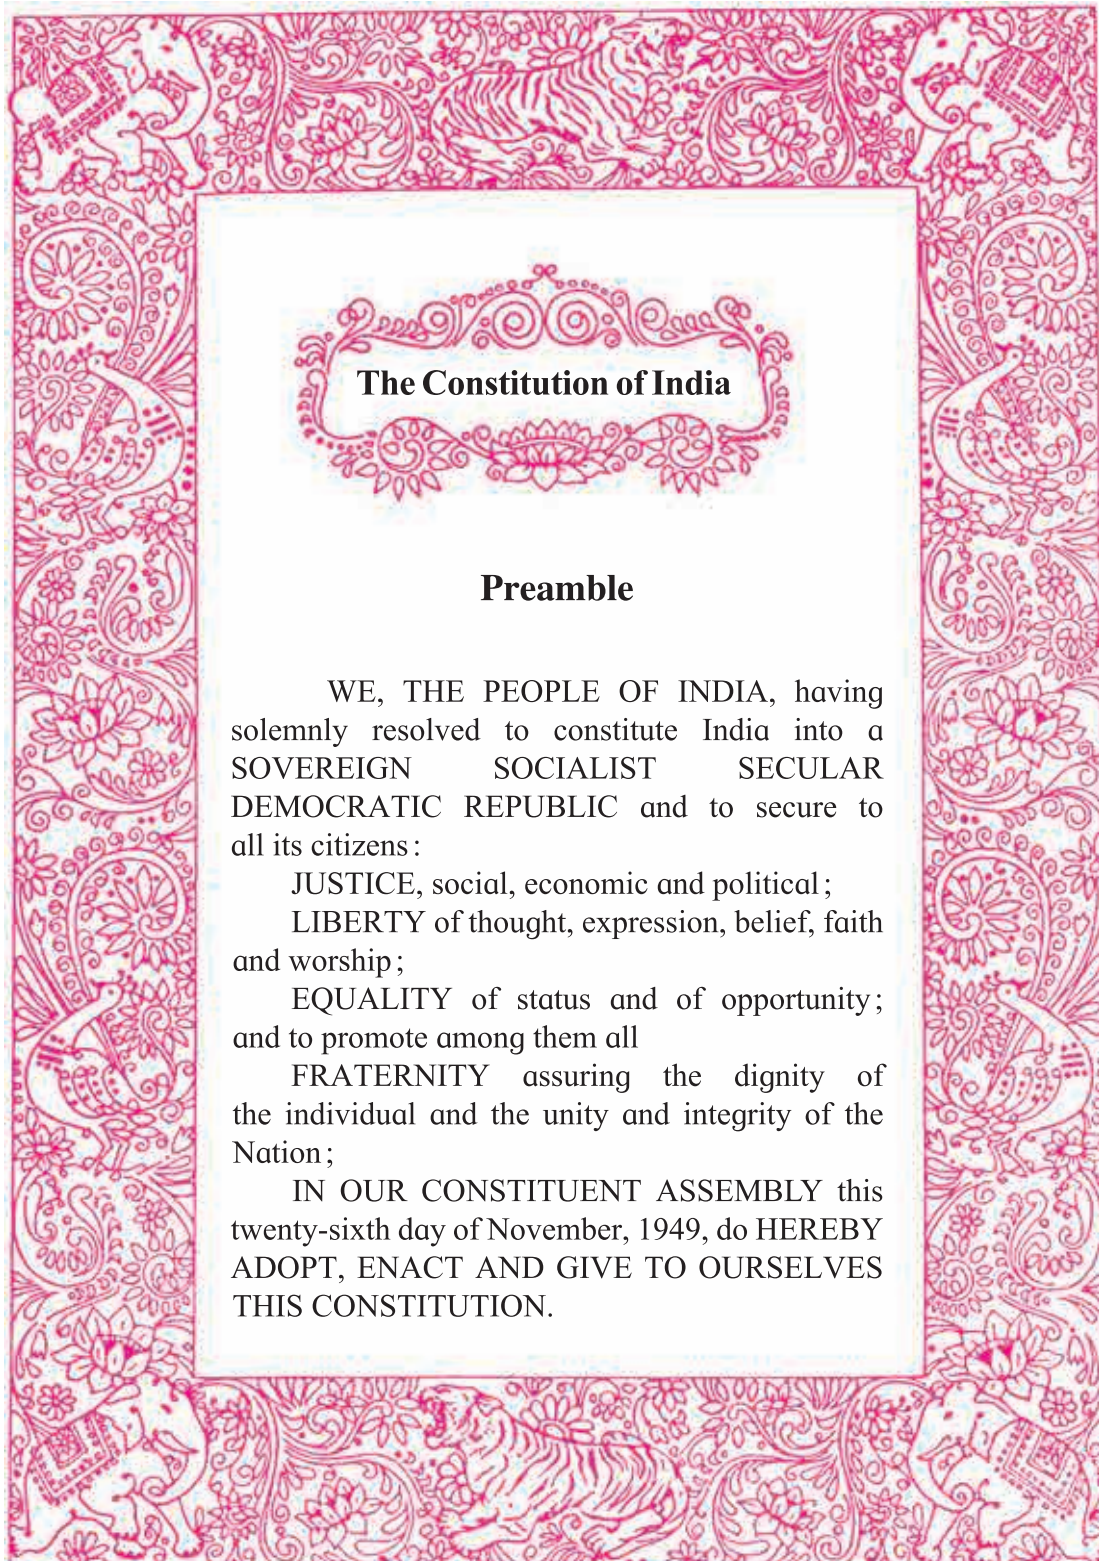 The Constitution of India
Preamble
WE, THE PEOPLE OF INDIA, having
solemnly resolved to constitute India into a
SOVEREIGN SOCIALIST SECULAR
DEMOCRATIC REPUBLIC and to secure to
all its citizens :
JUSTICE, social, economic and political ;
LIBERTY of thought, expression, belief, faith
and worship ;
EQUALITY of status and of opportunity ;
and to promote among them all
FRATERNITY assuring the dignity of
the individual and the unity and integrity of the
Nation ;
IN OUR CONSTITUENT ASSEMBLY this
twenty-sixth day of November, 1949, do HEREBY
ADOPT, ENACT AND GIVE TO OURSELVES
THIS CONSTITUTION.